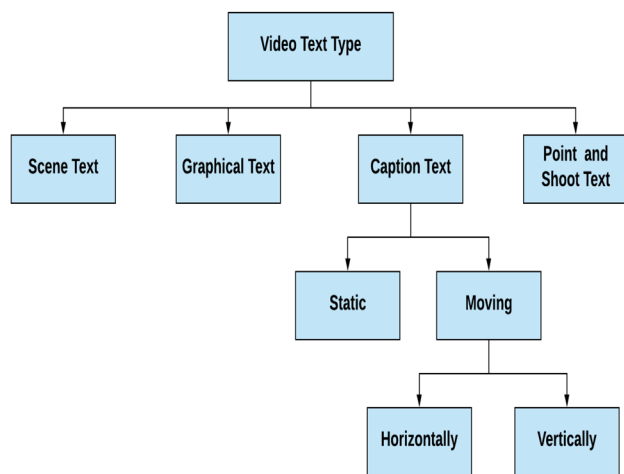 Video Text Type
Scene Text
Graphical Text
Caption Text
Point and
Shoot Text
Static
Moving
Horizontally
Vertically